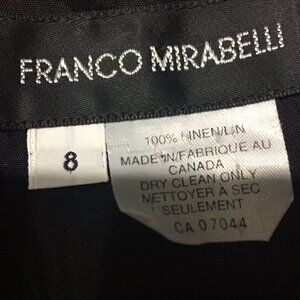 FRANCO MIRABELLI
8
100% LINEN/LIN
MADE IN/FABRIQUE AU
CANADA
DRY CLEAN ONLY
NETTOYER A SEC
SEULEMENT
CA 07044